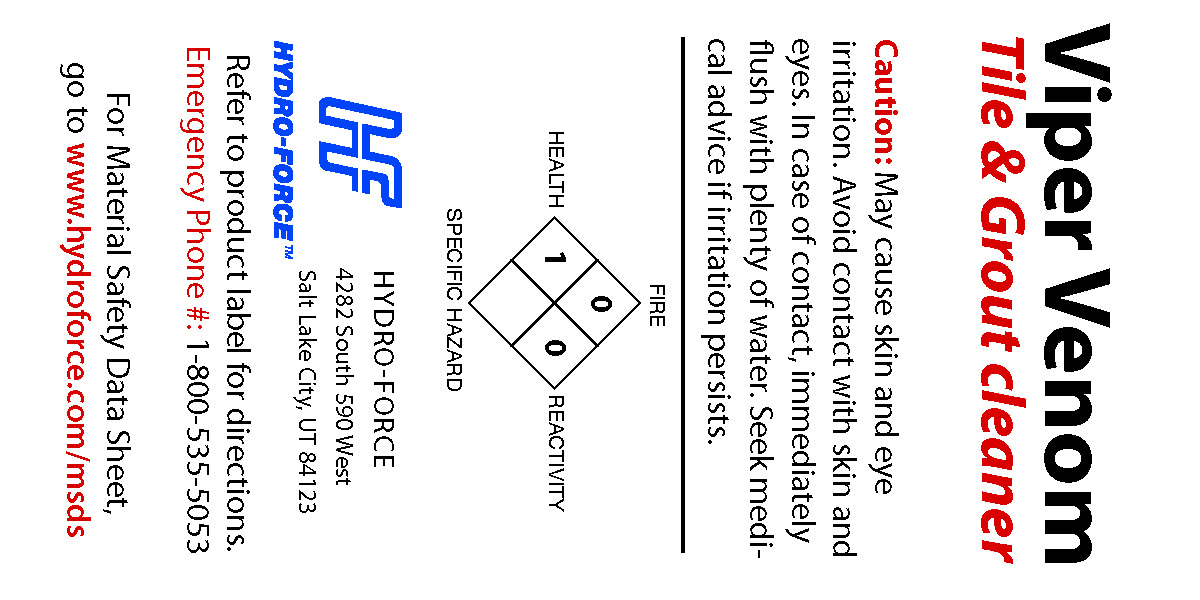 Viper Venom
Tile & Grout cleaner
Caution: May cause skin and eye
irritation. Avoid contact with skin and
eyes. In case of contact, immediately
flush with plenty of water. Seek medi-
cal advice if irritation persists.
FIRE
HEALTH
0
1
0
REACTIVITY
SPECIFIC HAZARD
HF
HYDRO-FORCE™
HYDRO-FORCE
4282 South 590 West
Salt Lake City, UT 84123
Refer to product label for directions.
Emergency Phone #: 1-800-535-5053
For Material Safety Data Sheet,
go to www.hydroforce.com/msds